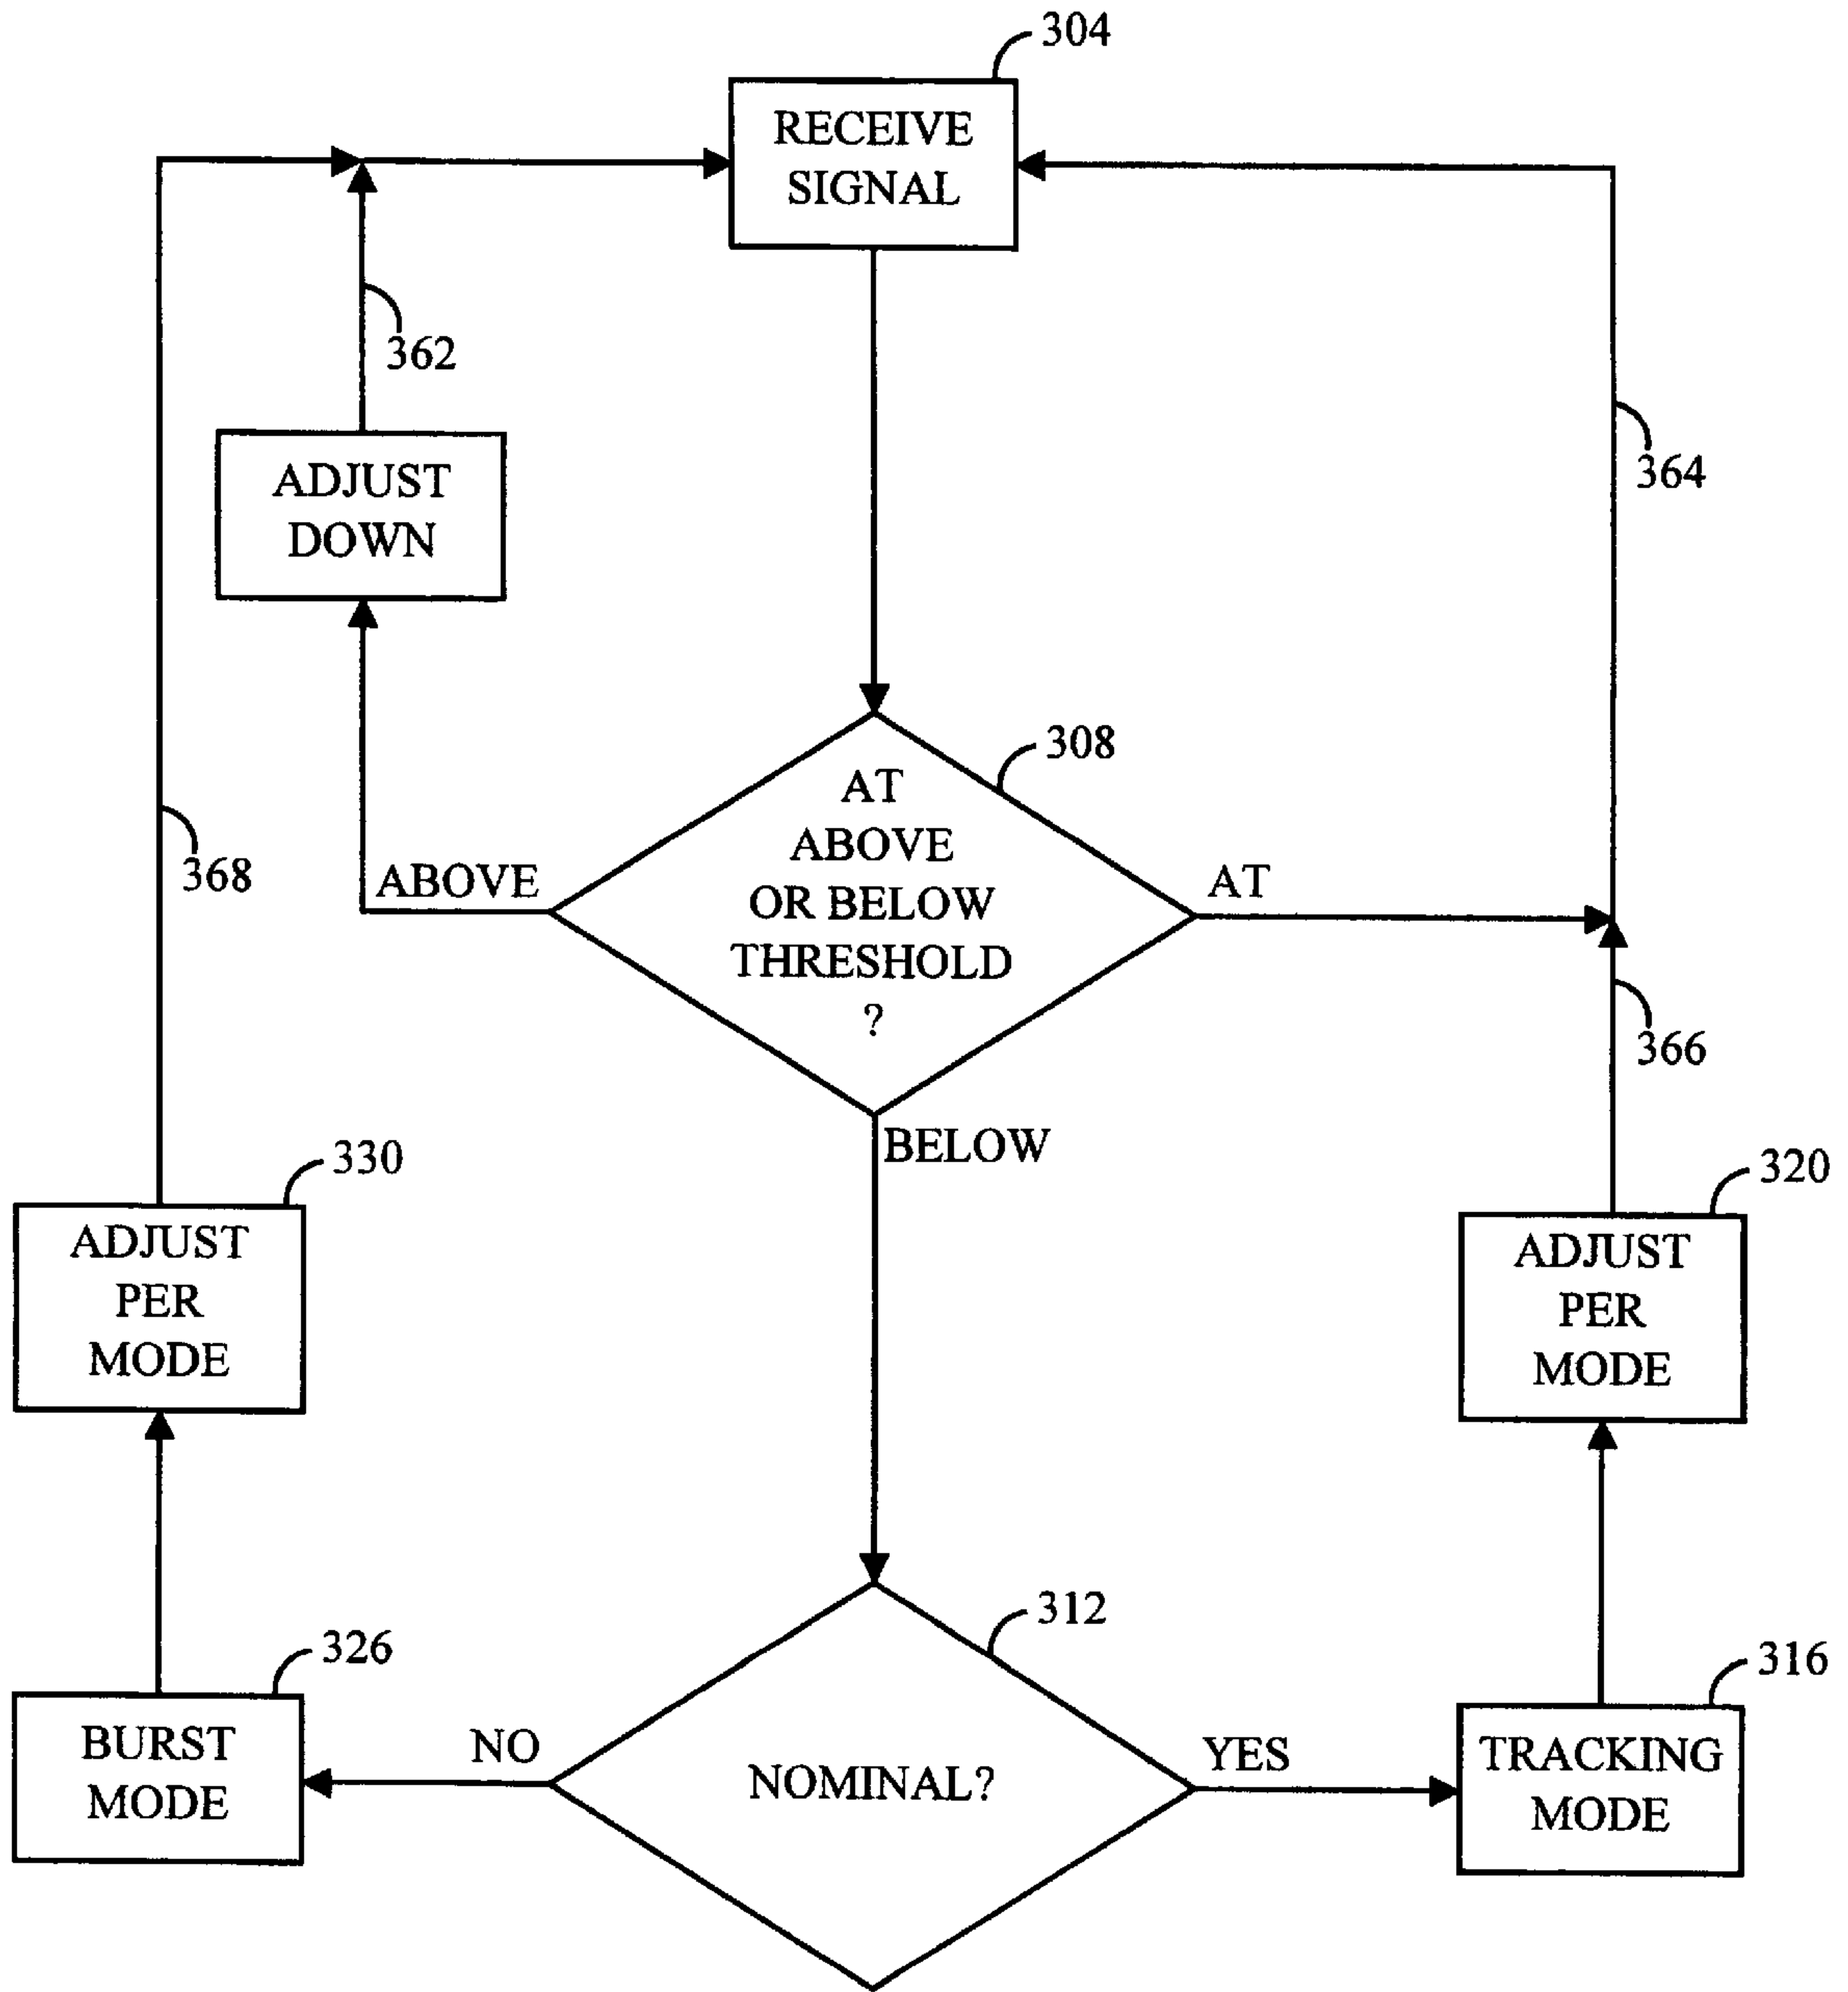 304
RECEIVE
SIGNAL
362
ADJUST
DOWN
364
308
AT
ABOVE
OR BELOW
THRESHOLD
?
368
ABOVE
AT
366
BELOW
330
ADJUST
PER
MODE
320
ADJUST
PER
MODE
312
326
BURST
MODE
NO
NOMINAL?
YES
316
TRACKING
MODE